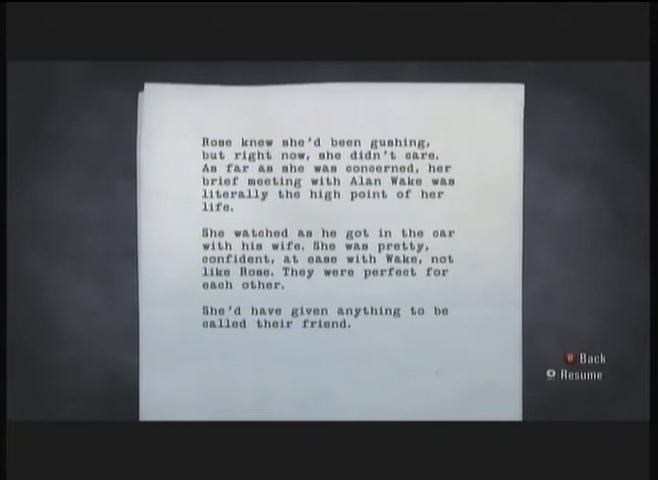 Rose knew she'd been gushing,
but right now, she didn't care.
As far as she was concerned, her
brief meeting with Alan Wake was
literally the high point of her
life.
She watched as he got in the car
with his wife. She was pretty,
confident, at ease with Wake, not
like Rose. They were perfect for
each other.
She'd have given anything to be
called their friend.
B Back
Resume